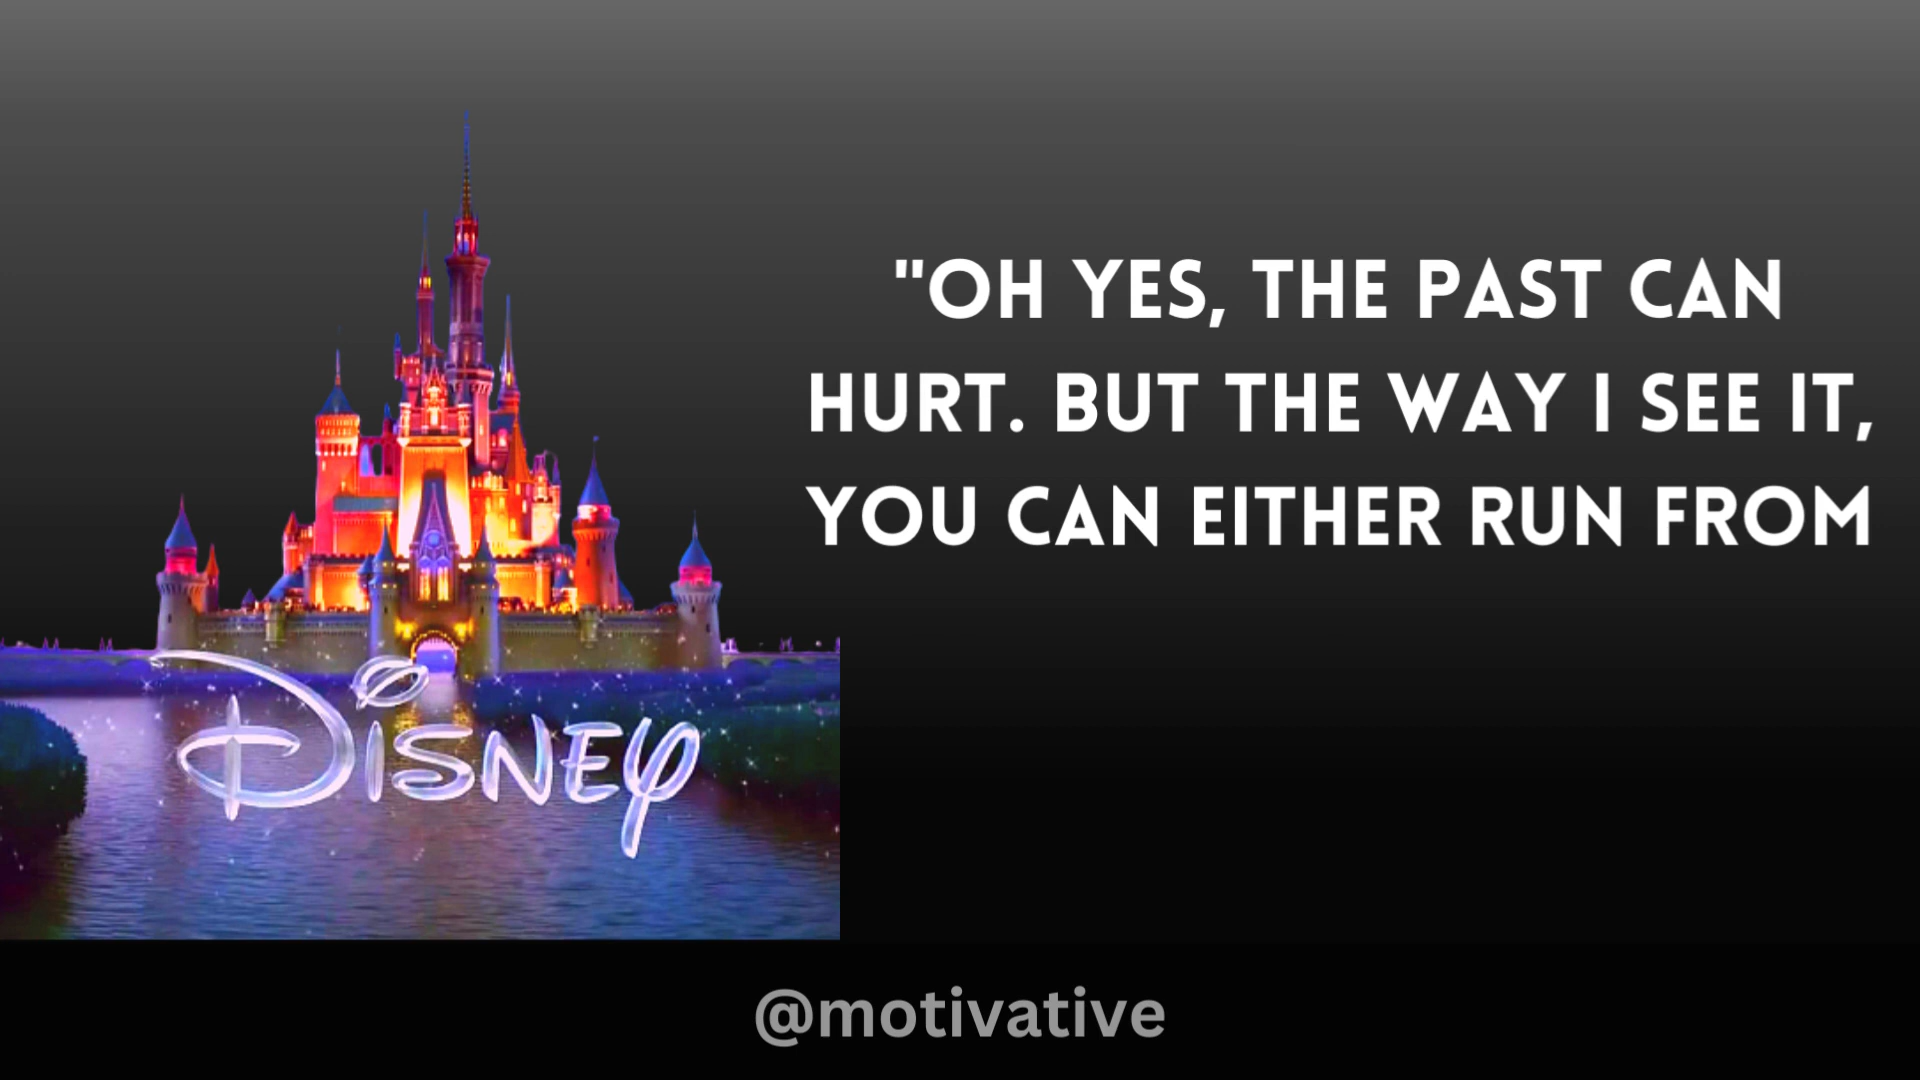 "OH YES, THE PAST CAN
HURT. BUT THE WAY I SEE IT,
YOU CAN EITHER RUN FROM
DISNEY
@motivative